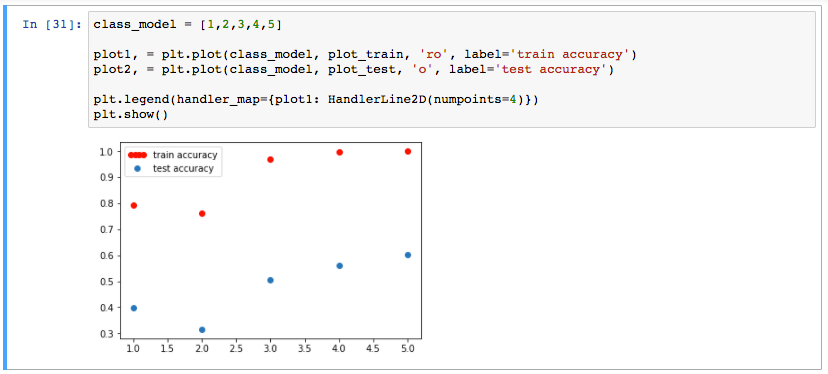 In [31]: class_model = [1,2,3,4,5]
plot1, = plt.plot(class_model, plot_train, 'ro', label='train accuracy')
plot2, = plt.plot(class_model, plot_test, 'o', label='test accuracy')
plt.legend(handler_map={plot1: HandlerLine2D(numpoints=4)})
plt.show()
train accuracy
test accuracy
1.0
0.9
0.8
0.7
0.6
0.5
0.4
0.3
1.0 1.5 2.0 2.5 3.0 3.5 4.0 4.5 5.0